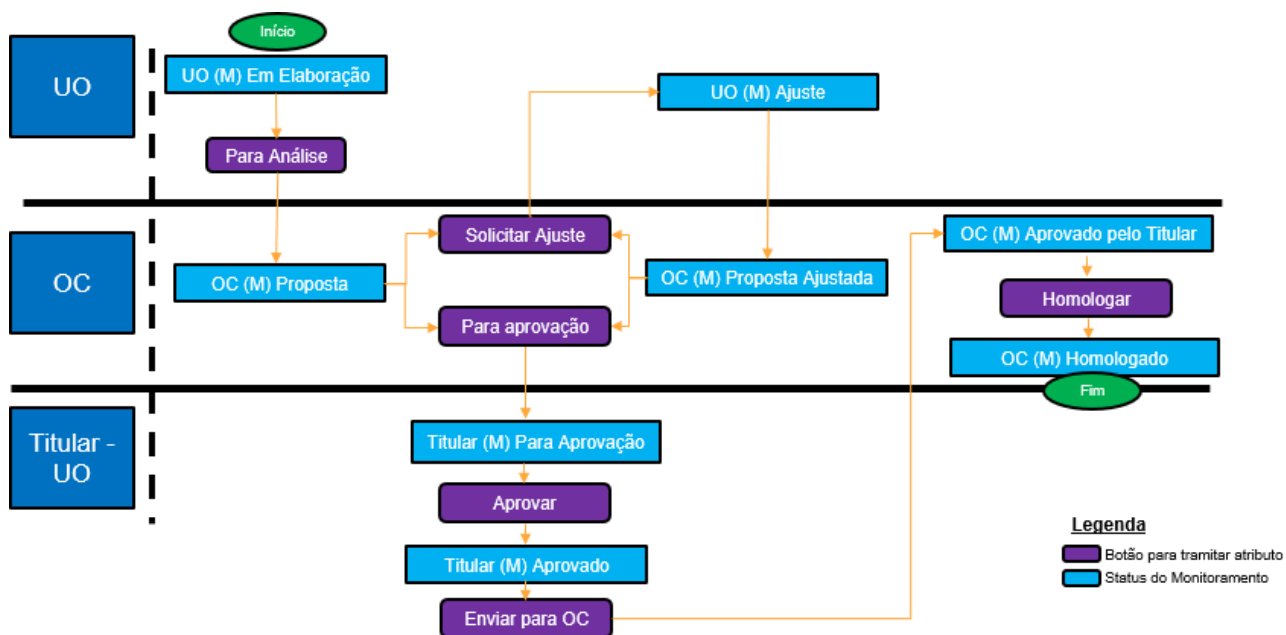 Início
UO
UO (M) Em Elaboração
UO (M) Ajuste
Para Análise
OC
Solicitar Ajuste
OC (M) Aprovado pelo Titular
OC (M) Proposta
OC (M) Proposta Ajustada
Homologar
Para aprovação
OC (M) Homologado
Fim
Titular -
UO
Titular (M) Para Aprovação
Aprovar
Titular (M) Aprovado
Enviar para OC
Legenda
Botão para tramitar atributo
Status do Monitoramento